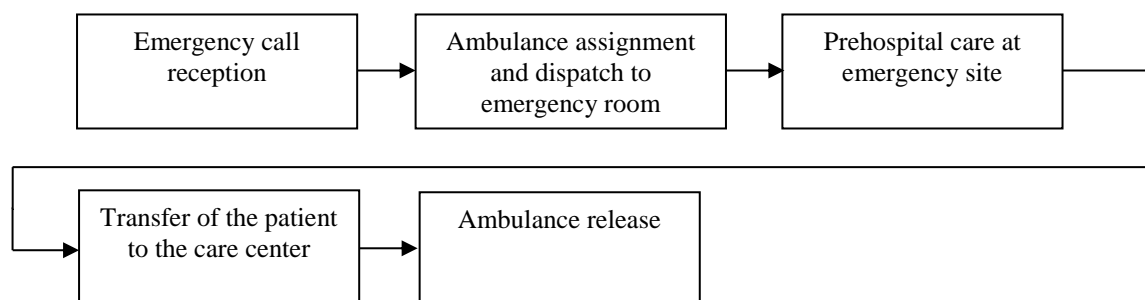 Emergency call
reception
Ambulance assignment
and dispatch to
emergency room
Prehospital care at
emergency site
Transfer of the patient
to the care center
Ambulance release